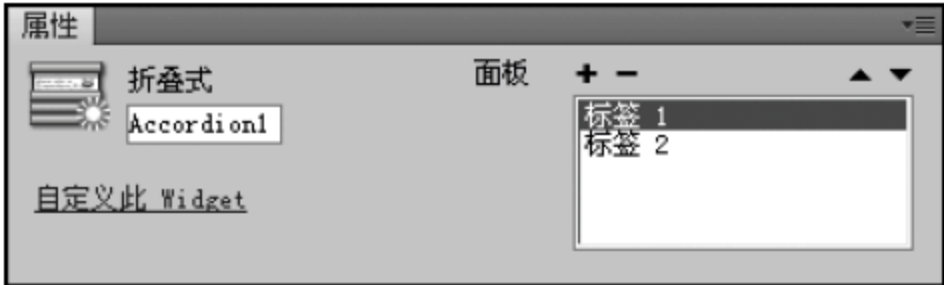 属性
折叠式
Accordion1
自定义此 Widget
面板
标签 1
标签 2